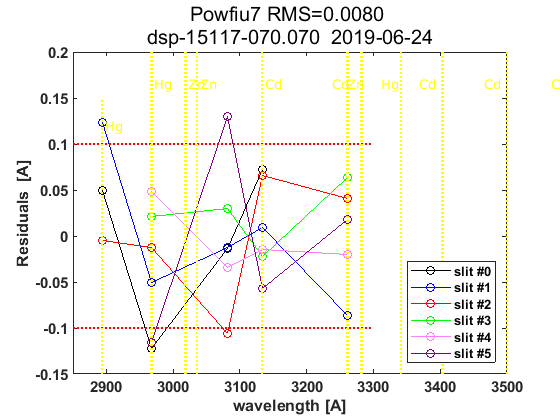 Powfiu7 RMS=0.0080
dsp-15117-070.070 2019-06-24
0.2
0.15
0.1
0.05
0
-0.05
-0.1
-0.15
Residuals [A]
Hg
Hg
Zn
Cd
Hg
Cd
Cd
2900
3000
3100
3200
3300
3400
3500
wavelength [A]
slit #0
slit #1
slit #2
slit #3
slit #4
slit #5